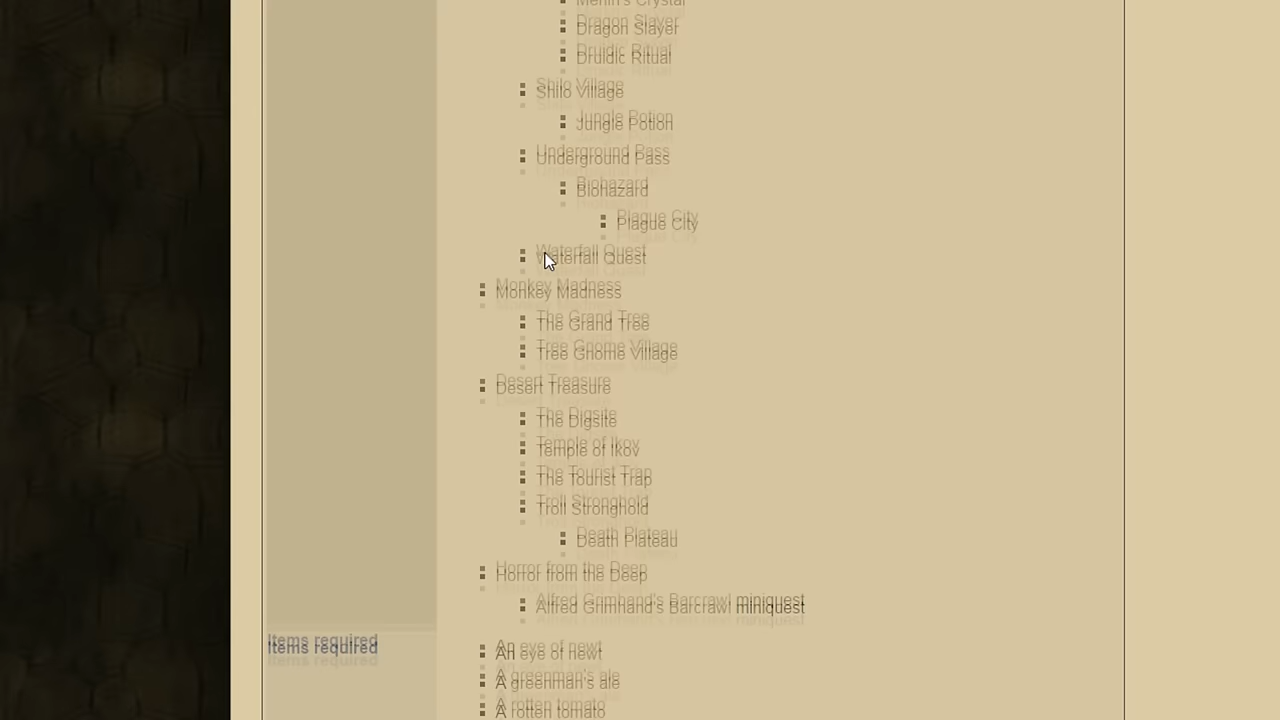 Merlin's Crystal
Dragon Slayer
Druidic Ritual
Shilo Village
Jungle Potion
Underground Pass
Biohazard
Plague City
Waterfall Quest
Monkey Madness
The Grand Tree
Tree Gnome Village
Desert Treasure
The Digsite
Temple of Ikov
The Tourist Trap
Troll Stronghold
Death Plateau
Horror from the Deep
Alfred Grimhand's Barcrawl miniquest
Items required
An eye of newt
A greenman's ale
A rotten tomato